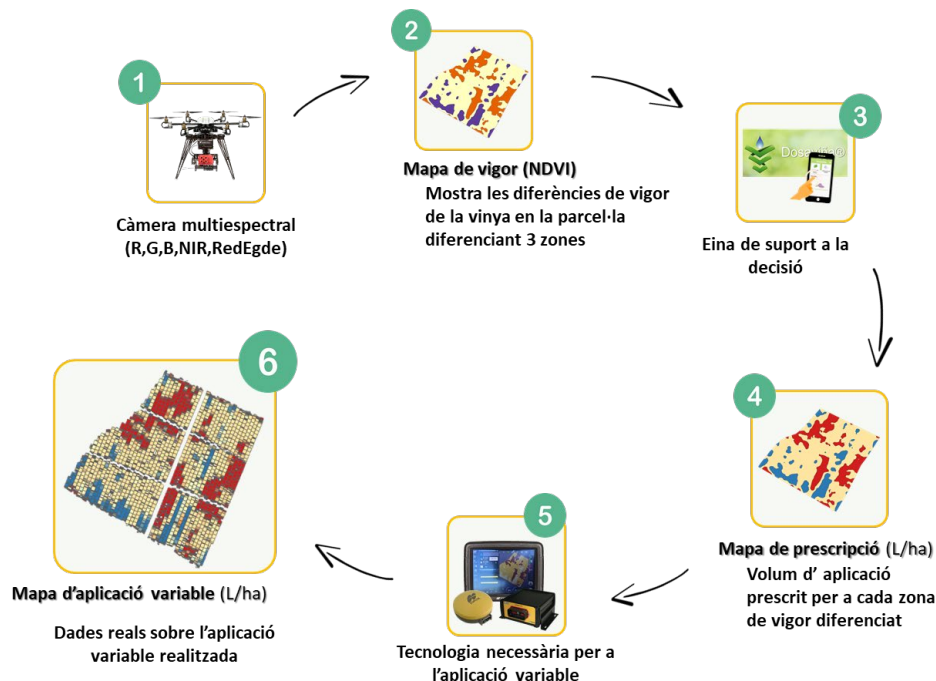 1
Càmera multiespectral
(R,G,B,NIR,RedEgde)
2
Mapa de vigor (NDVI)
Mostra les diferències de vigor
de la vinya en la parcel·la
diferenciant 3 zones
3
Eina de suport a la
decisió
4
Mapa de prescripció (L/ha)
Volum d’ aplicació
prescrit per a cada zona
de vigor diferenciat
5
Tecnologia necessària per a
l’aplicació variable
6
Mapa d’aplicació variable (L/ha)
Dades reals sobre l’aplicació
variable realitzada